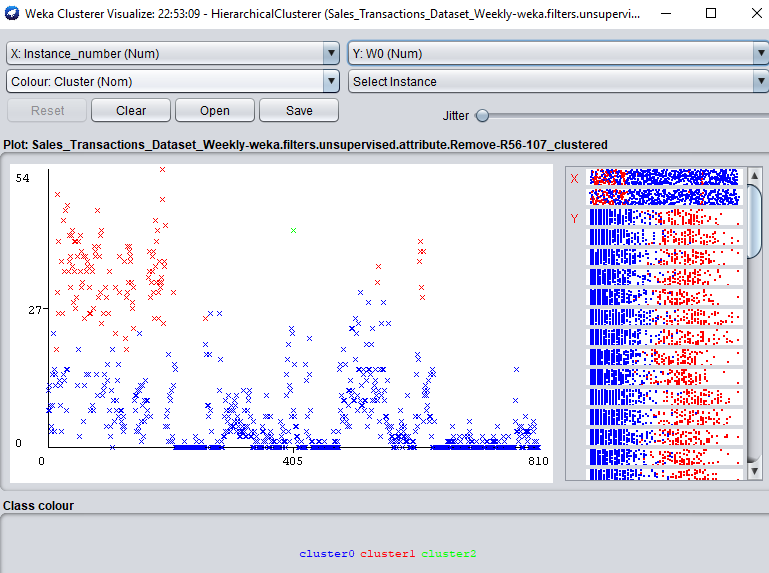 Weka Clusterer Visualize: 22:53:09 - HierarchicalClusterer (Sales_Transactions_Dataset_Weekly-weka.filters.unsupervi...
X: Instance_number (Num) Y: W0 (Num)
Colour: Cluster (Nom) Select Instance
Reset Clear Open Save Jitter
Plot: Sales_Transactions_Dataset_Weekly-weka.filters.unsupervised.attribute.Remove-R56-107_clustered
54
27
0
0 405 810
X
Y
Class colour
cluster0 cluster1 cluster2